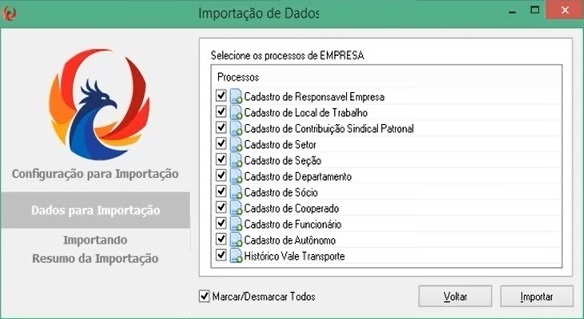 Importação de Dados
Selecione os processos de EMPRESA
Processos
Cadastro de Responsavel Empresa
Cadastro de Local de Trabalho
Cadastro de Contribuição Sindical Patronal
Cadastro de Setor
Cadastro de Seção
Cadastro de Departamento
Cadastro de Sócio
Cadastro de Cooperado
Cadastro de Funcionário
Cadastro de Autônomo
Histórico Vale Transporte
Configuração para Importação
Dados para Importação
Importando
Resumo da Importação
Marcar/Desmarcar Todos
Voltar
Importar